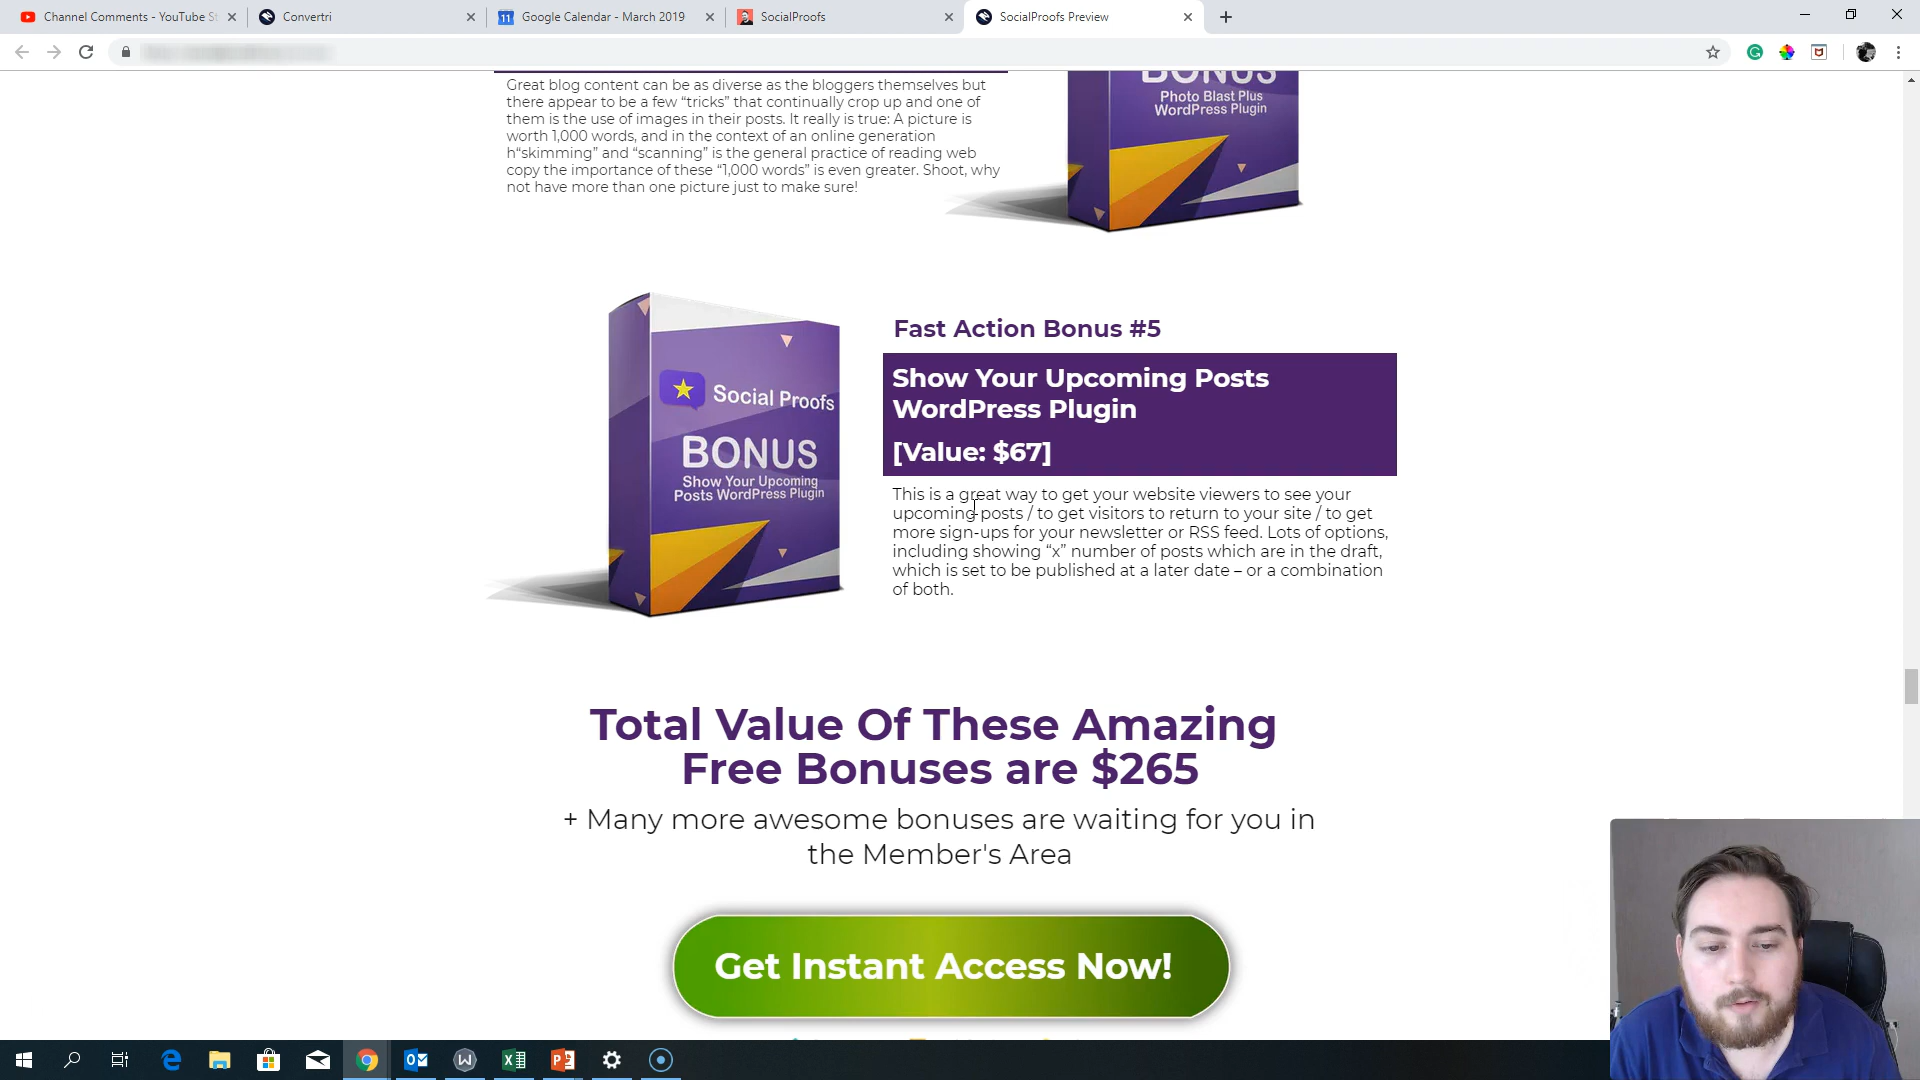 Channel Comments - YouTube St
Convertri
11
Google Calendar - March 2019
SocialProofs
SocialProofs Preview
Great blog content can be as diverse as the bloggers themselves but
there appear to be a few “tricks” that continually crop up and one of
them is the use of images in their posts. It really is true: A picture is
worth 1,000 words, and in the context of an online generation
h“skimming” and “scanning” is the general practice of reading web
copy the importance of these “1,000 words” is even greater. Shoot, why
not have more than one picture just to make sure!
BONUS
Photo Blast Plus
WordPress Plugin
Social Proofs
BONUS
Show Your Upcoming
Posts WordPress Plugin
Fast Action Bonus #5
Show Your Upcoming Posts
WordPress Plugin
[Value: $67]
This is a great way to get your website viewers to see your
upcoming posts / to get visitors to return to your site / to get
more sign-ups for your newsletter or RSS feed. Lots of options,
including showing “x” number of posts which are in the draft,
which is set to be published at a later date – or a combination
of both.
Total Value Of These Amazing
Free Bonuses are $265
+ Many more awesome bonuses are waiting for you in
the Member's Area
Get Instant Access Now!